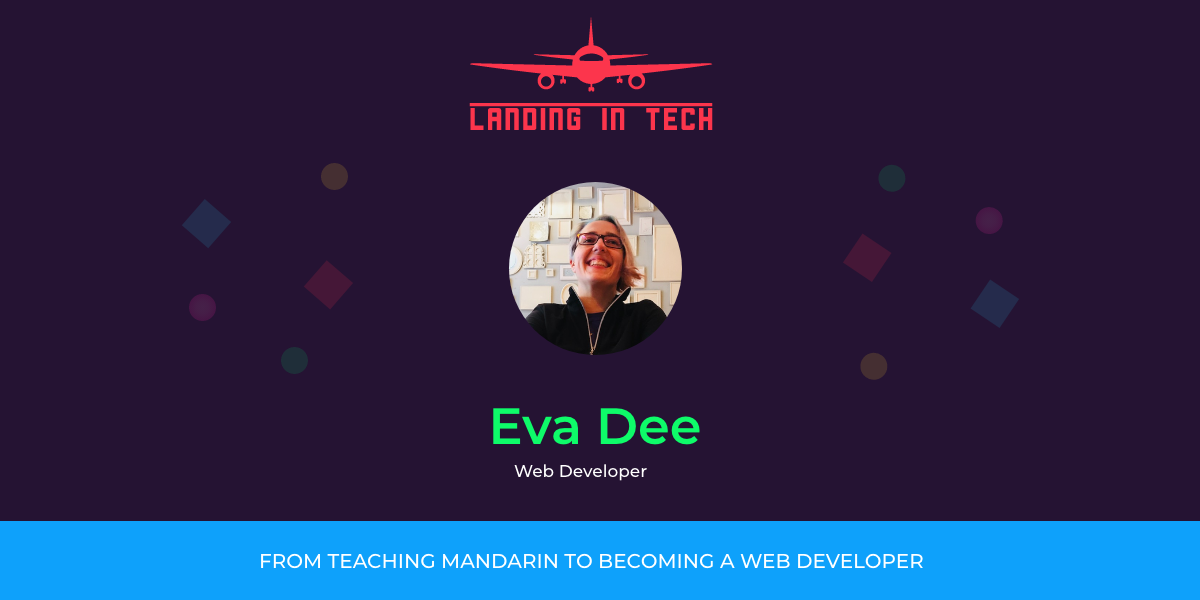 LANDING IN TECH
Eva Dee
Web Developer
FROM TEACHING MANDARIN TO BECOMING A WEB DEVELOPER